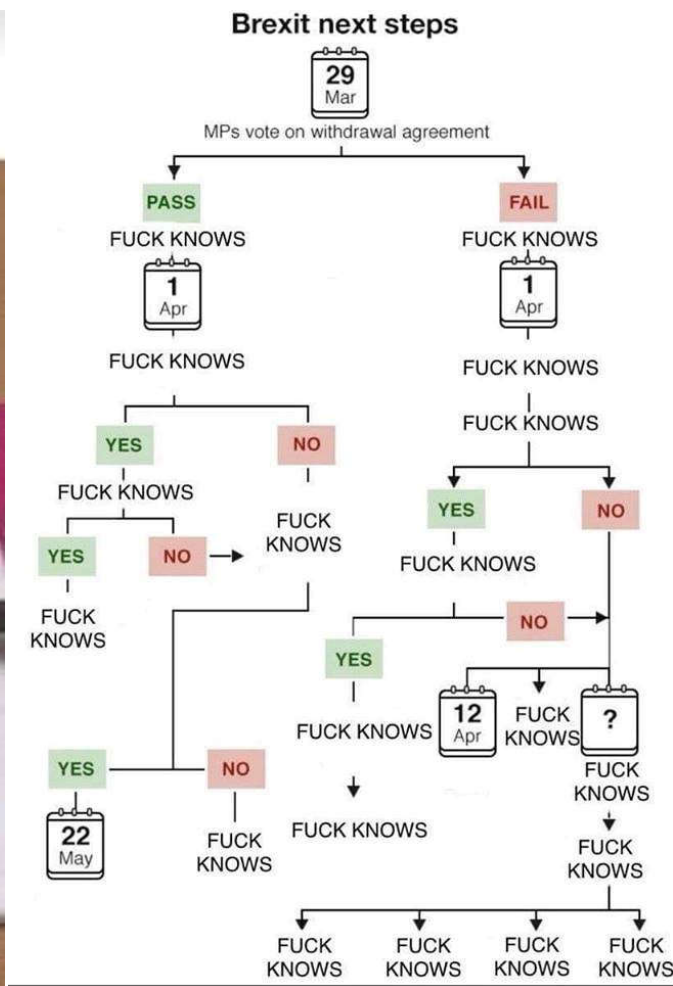 Brexit next steps
29
Mar
MPs vote on withdrawal agreement
PASS
FAIL
FUCK KNOWS
FUCK KNOWS
1
Apr
1
Apr
FUCK KNOWS
FUCK KNOWS
FUCK KNOWS
YES
NO
YES
NO
FUCK KNOWS
FUCK
KNOWS
YES
NO
FUCK KNOWS
FUCK
KNOWS
NO
YES
12
Apr
FUCK
KNOWS
?
FUCK KNOWS
YES
NO
FUCK
KNOWS
22
May
FUCK
KNOWS
FUCK KNOWS
FUCK
KNOWS
FUCK
KNOWS
FUCK
KNOWS
FUCK
KNOWS
FUCK
KNOWS